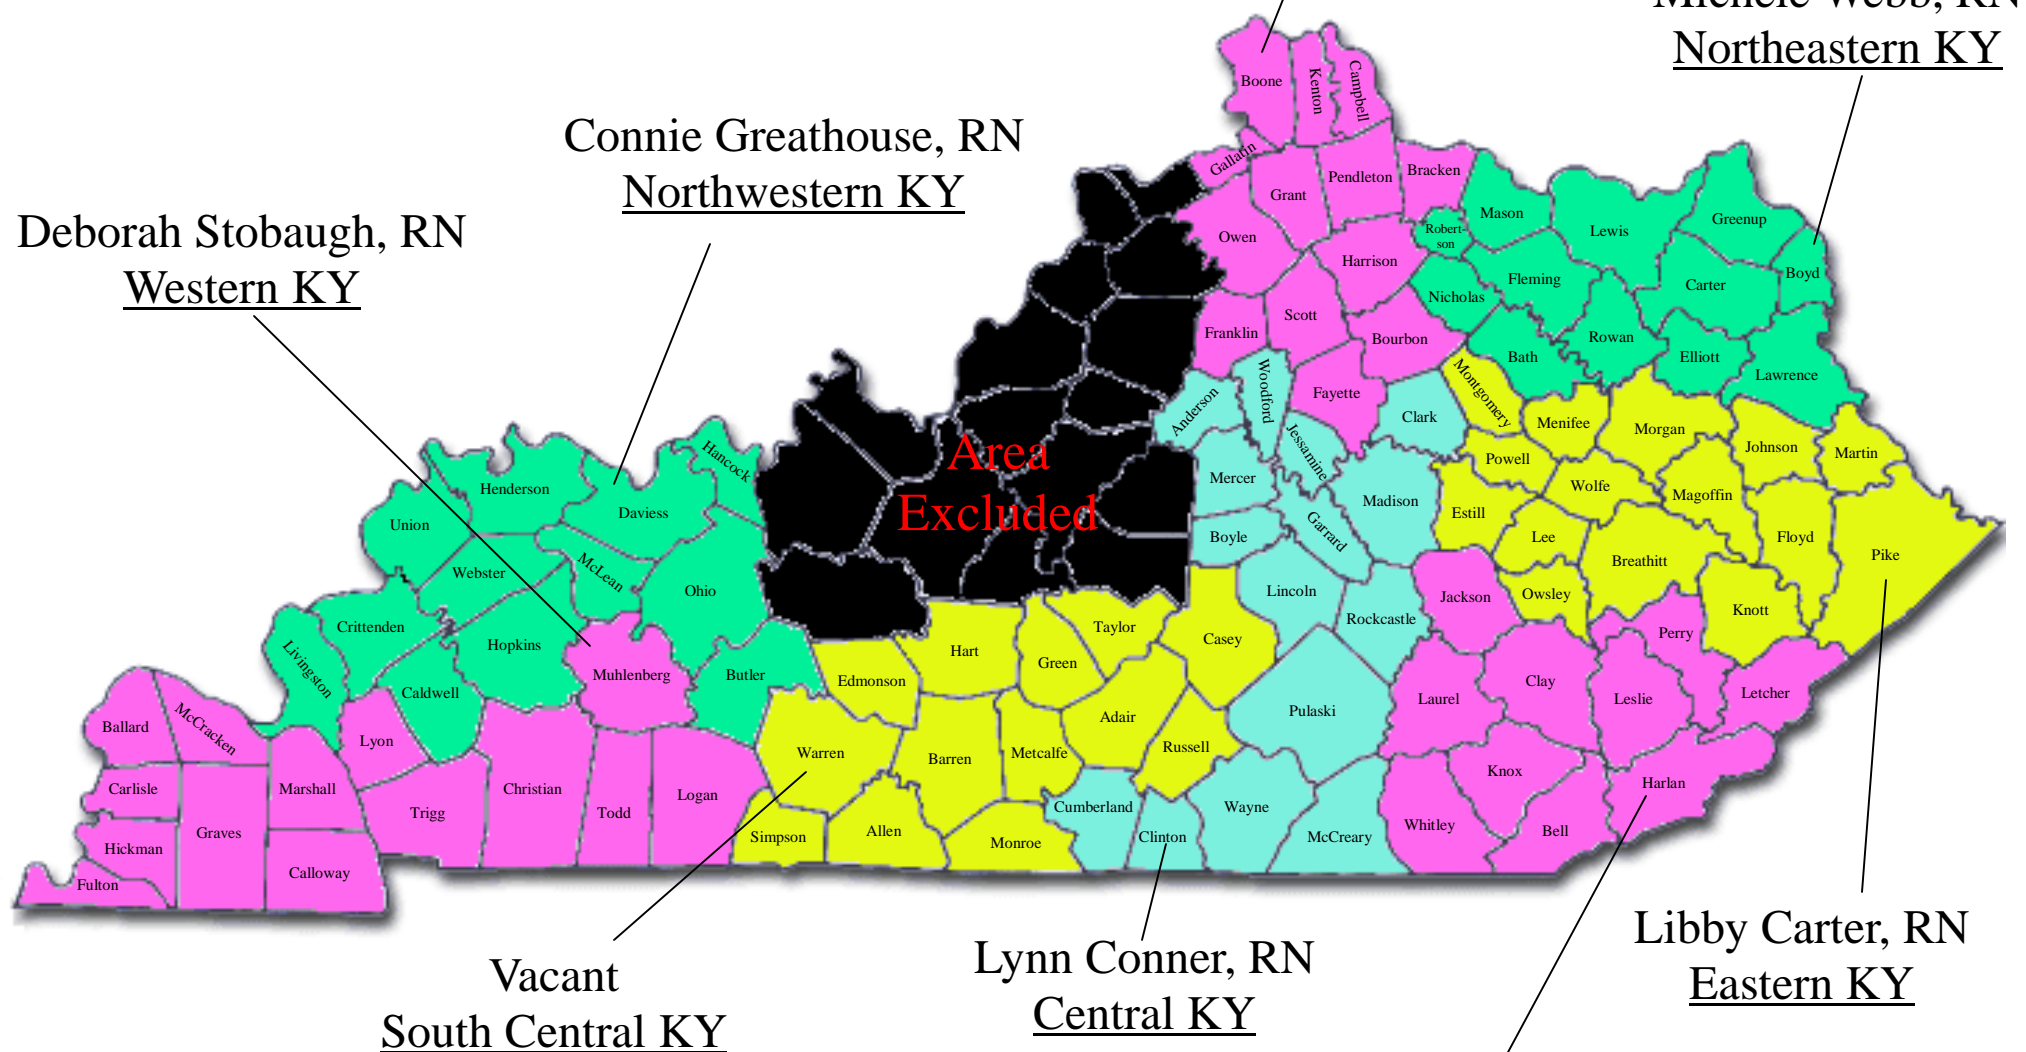 Michele Webb, RN
Northeastern KY
Connie Greathouse, RN
Northwestern KY
Deborah Stobaugh, RN
Western KY
Boone
Kenton
Campbell
Gallatin
Grant
Pendleton
Bracken
Owen
Harrison
Robert-
son
Mason
Lewis
Greenup
Boyd
Fleming
Carter
Nicholas
Franklin
Scott
Bourbon
Bath
Rowan
Elliott
Lawrence
Woodford
Fayette
Anderson
Clark
Montgomery
Menifee
Morgan
Johnson
Martin
Jessamine
Powell
Mercer
Madison
Wolfe
Magoffin
Area
Excluded
Hancock
Henderson
Daviess
Union
Estill
Garrard
Boyle
Lee
Floyd
Pike
Breathitt
Webster
McLean
Ohio
Lincoln
Jackson
Owsley
Knott
Rockcastle
Crittenden
Hopkins
Taylor
Casey
Perry
Livingston
Hart
Green
Muhlenberg
Butler
Edmonson
Caldwell
Clay
Laurel
Leslie
Letcher
Ballard
McCracken
Lyon
Adair
Pulaski
Russell
Warren
Barren
Metcalfe
Knox
Harlan
Carlisle
Marshall
Christian
Logan
Trigg
Todd
Cumberland
Wayne
Graves
Simpson
Allen
Monroe
Clinton
McCreary
Whitley
Bell
Hickman
Calloway
Fulton
Vacant
South Central KY
Lynn Conner, RN
Central KY
Libby Carter, RN
Eastern KY